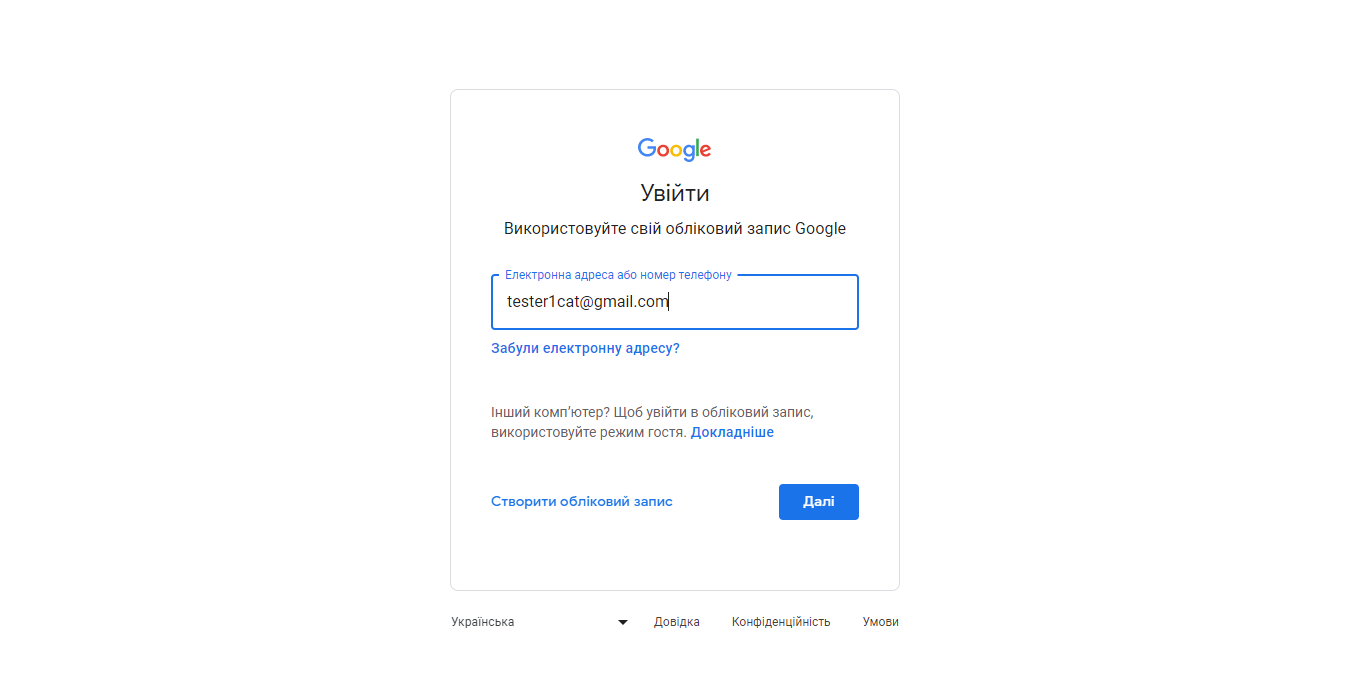 Google
Увійти
Використовуйте свій обліковий запис Google
Електронна адреса або номер телефону
tester1cat@gmail.com
Забули електронну адресу?
Інший комп’ютер? Щоб увійти в обліковий запис,
використовуйте режим гостя. Докладніше
Створити обліковий запис
Далі
Українська
Довідка
Конфіденційність
Умови